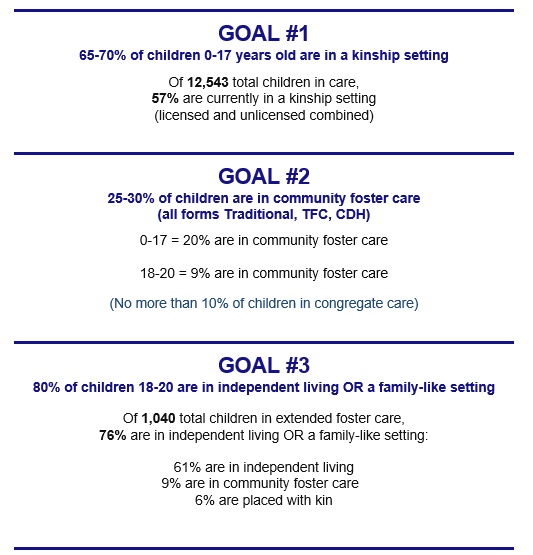 GOAL #1
65-70% of children 0-17 years old are in a kinship setting
Of 12,543 total children in care,
57% are currently in a kinship setting
(licensed and unlicensed combined)
GOAL #2
25-30% of children are in community foster care
(all forms Traditional, TFC, CDH)
0-17 = 20% are in community foster care
18-20 = 9% are in community foster care
(No more than 10% of children in congregate care)
GOAL #3
80% of children 18-20 are in independent living OR a family-like setting
Of 1,040 total children in extended foster care,
76% are in independent living OR a family-like setting:
61% are in independent living
9% are in community foster care
6% are placed with kin